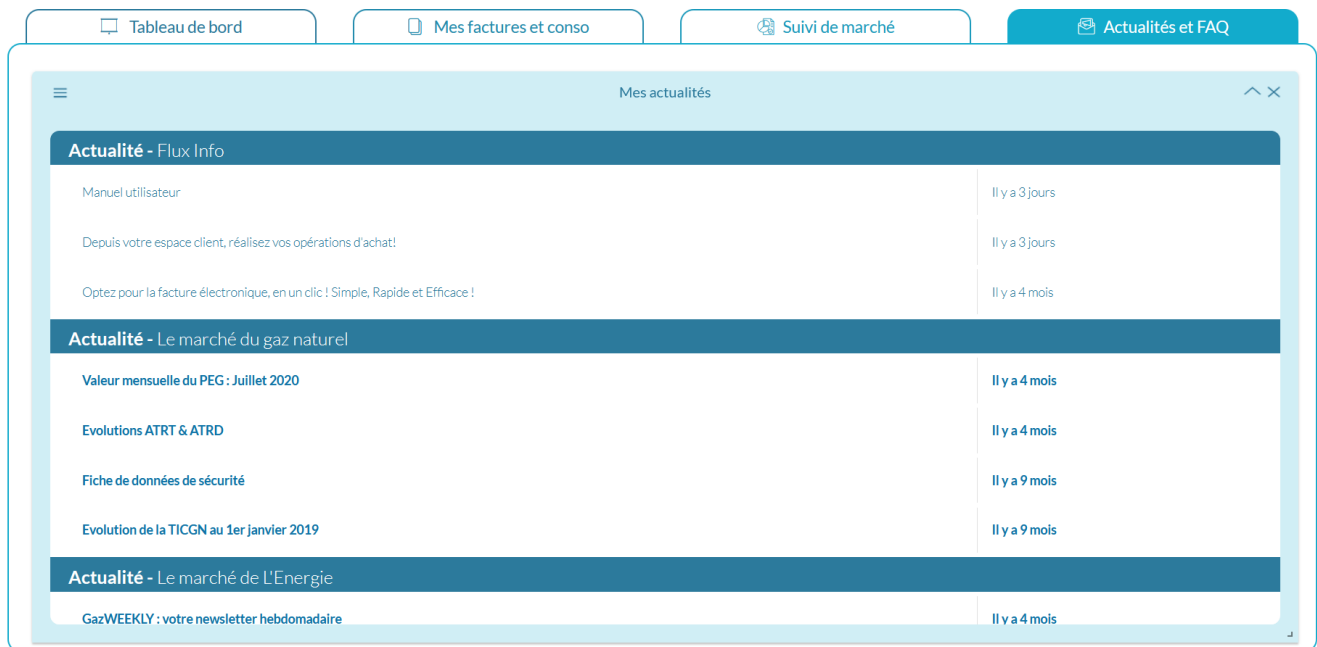 Tableau de bord
Mes factures et conso
Suivi de marché
Actualités et FAQ
Mes actualités
Actualité - Flux Info
Manuel utilisateur Il y a 3 jours
Depuis votre espace client, réalisez vos opérations d'achat! Il y a 3 jours
Optez pour la facture électronique, en un clic ! Simple, Rapide et Efficace ! Il y a 4 mois
Actualité - Le marché du gaz naturel
Valeur mensuelle du PEG : Juillet 2020 Il y a 4 mois
Evolutions ATRT & ATRD Il y a 4 mois
Fiche de données de sécurité Il y a 9 mois
Evolution de la TICGN au 1er janvier 2019 Il y a 9 mois
Actualité - Le marché de L'Energie
GazWEEKLY : votre newsletter hebdomadaire Il y a 4 mois